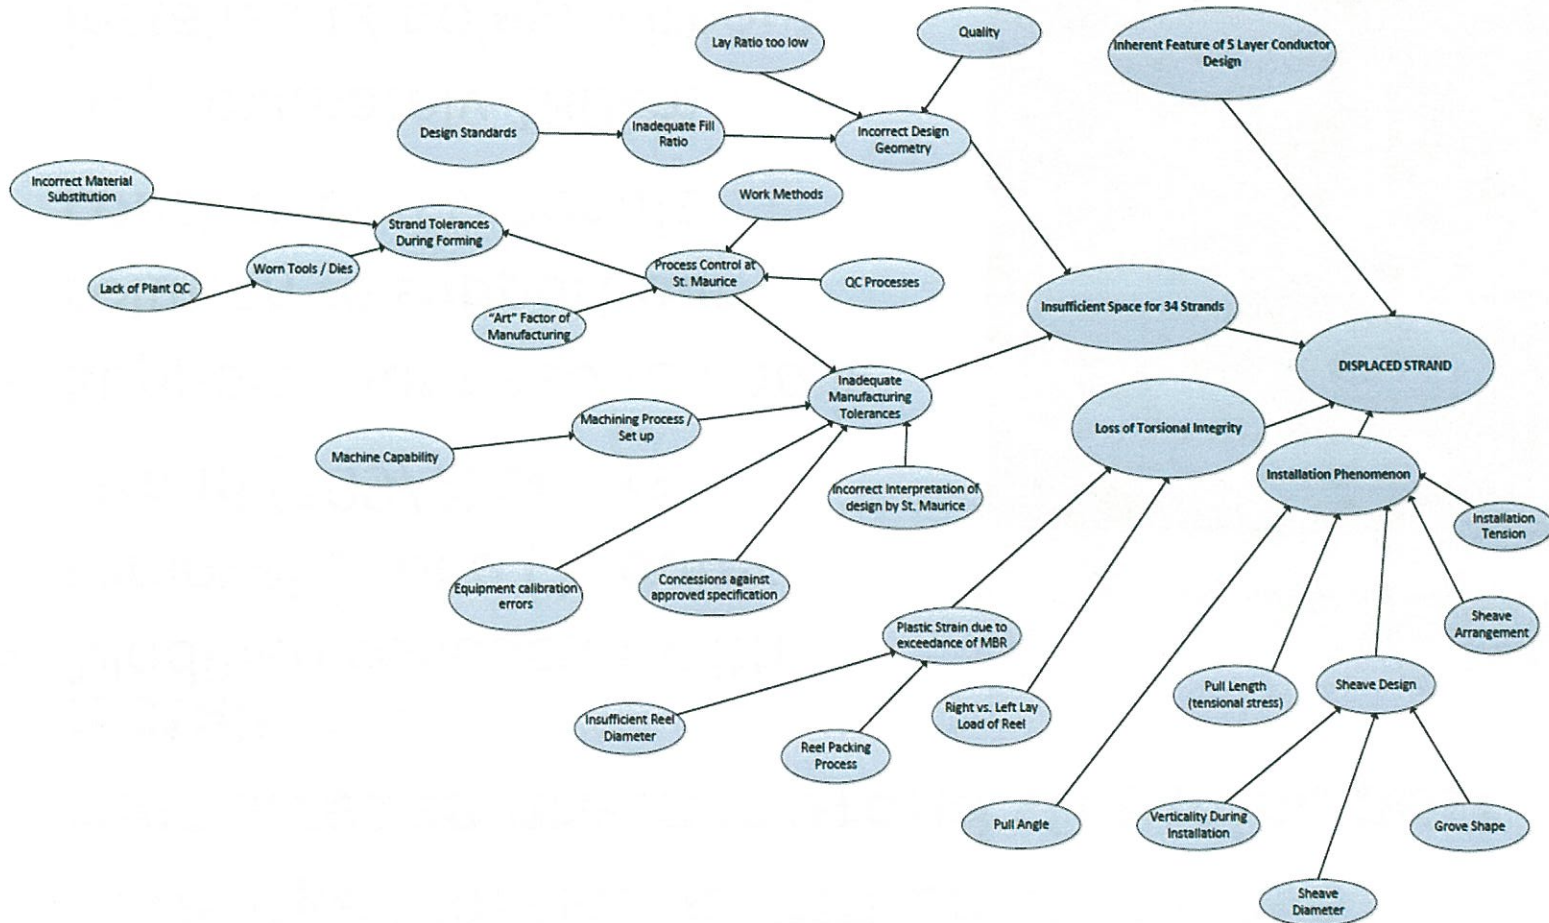 Lay Ratio too low
Quality
Inherent Feature of 5 Layer Conductor
Design
Design Standards
Inadequate Fill
Ratio
Incorrect Design
Geometry
Incorrect Material
Substitution
Work Methods
Strand Tolerances
During Forming
Worn Tools / Dies
Lack of Plant QC
Process Control at
St. Maurice
QC Processes
"Art" Factor of
Manufacturing
Insufficient Space for 34 Strands
DISPLACED STRAND
Inadequate
Manufacturing
Tolerances
Machining Process /
Set up
Machine Capability
Loss of Torsional Integrity
Installation Phenomenon
Incorrect Interpretation of
design by St. Maurice
Installation
Tension
Equipment calibration
errors
Concessions against
approved specification
Sheave
Arrangement
Plastic Strain due to
exceedance of MBR
Pull Length
(tensional stress)
Sheave Design
Insufficient Reel
Diameter
Right vs. Left Lay
Load of Reel
Reel Packing
Process
Pull Angle
Verticality During
Installation
Grove Shape
Sheave
Diameter